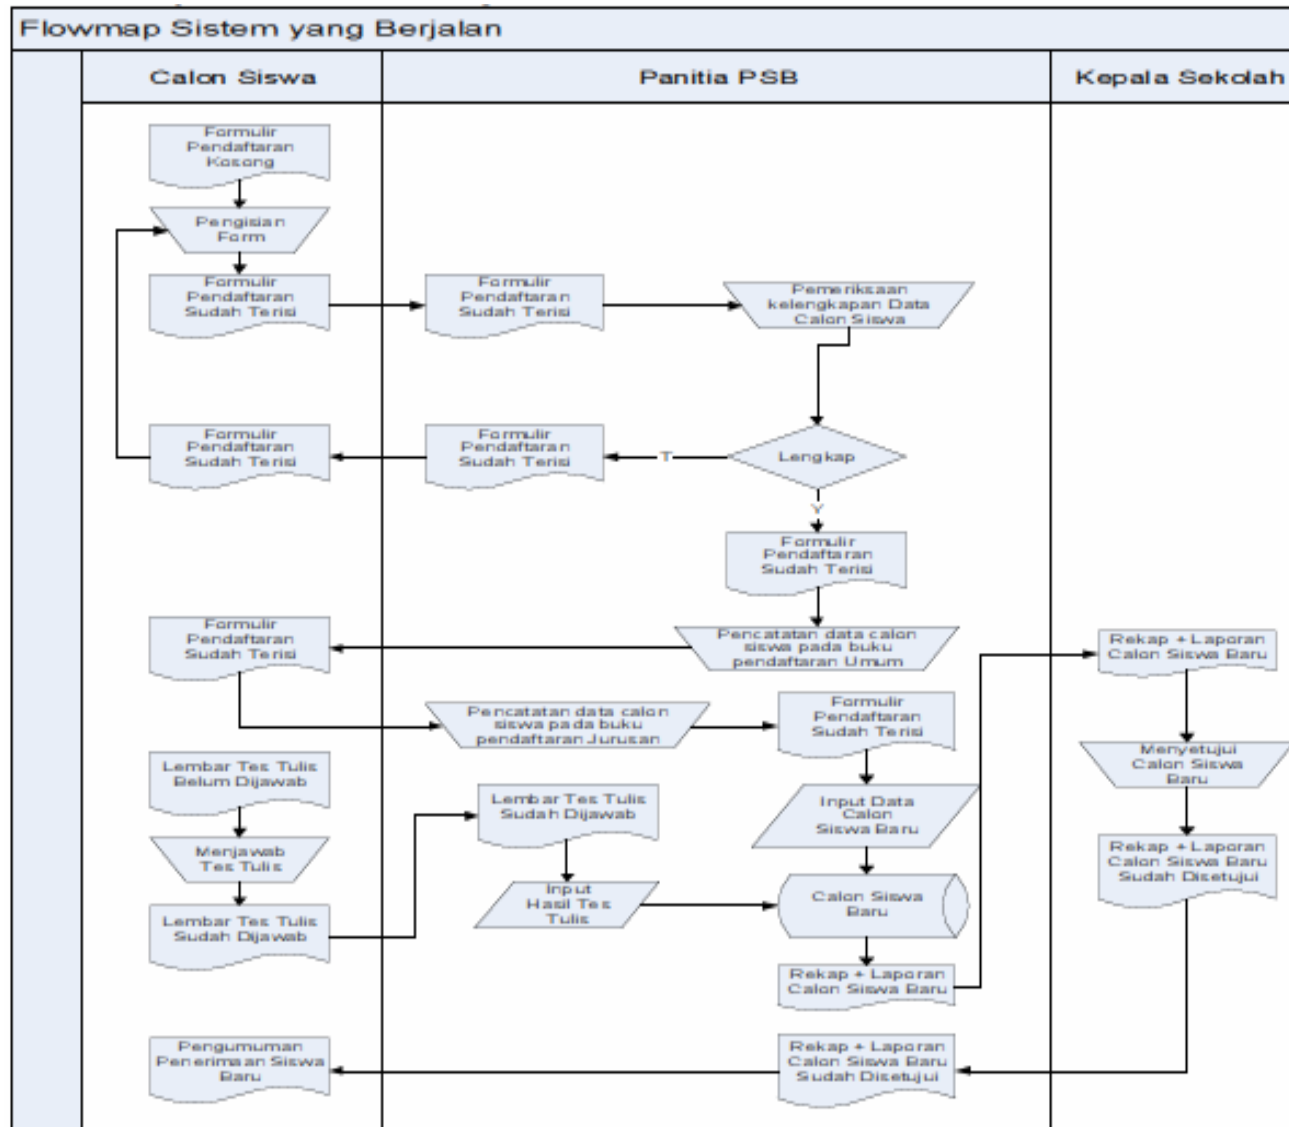 Flowmap Sistem yang Berjalan
Calon Siswa
Panitia PSB
Kepala Sekolah
Formulir
Pendaftaran
Kosong
Pengisian
Form
Formulir
Pendaftaran
Sudah Terisi
Formulir
Pendaftaran
Sudah Terisi
Pemeriksaan
kelengkapan Data
Calon Siswa
Formulir
Pendaftaran
Sudah Terisi
Formulir
Pendaftaran
Sudah Terisi
T
Lengkap
Y
Formulir
Pendaftaran
Sudah Terisi
Formulir
Pendaftaran
Sudah Terisi
Pencatatan data calon
siswa pada buku
pendaftaran Umum
Rekap + Laporan
Calon Siswa Baru
Pencatatan data calon
siswa pada buku
pendaftaran Jurusan
Formulir
Pendaftaran
Sudah Terisi
Menyetujui
Calon Siswa
Baru
Lembar Tes Tulis
Belum Dijawab
Lembar Tes Tulis
Sudah Dijawab
Input Data
Calon
Siswa Baru
Menjawab
Tes Tulis
Rekap + Laporan
Calon Siswa Baru
Sudah Disetujui
Input
Hasil Tes
Tulis
Calon Siswa
Baru
Lembar Tes Tulis
Sudah Dijawab
Rekap + Laporan
Calon Siswa Baru
Pengumuman
Penerimaan Siswa
Baru
Rekap + Laporan
Calon Siswa Baru
Sudah Disetujui